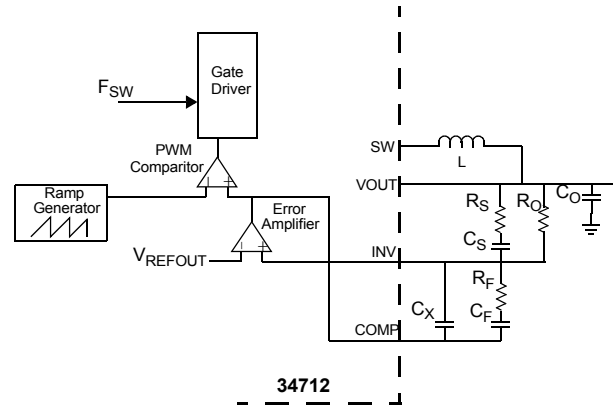 Gate
Driver
FSW
PWM
Comparitor
SW
L
VOUT
Ramp
Generator
Error
Amplifier
RS
RO
CO
CS
VREFOUT
INV
RF
CX
CF
COMP
34712